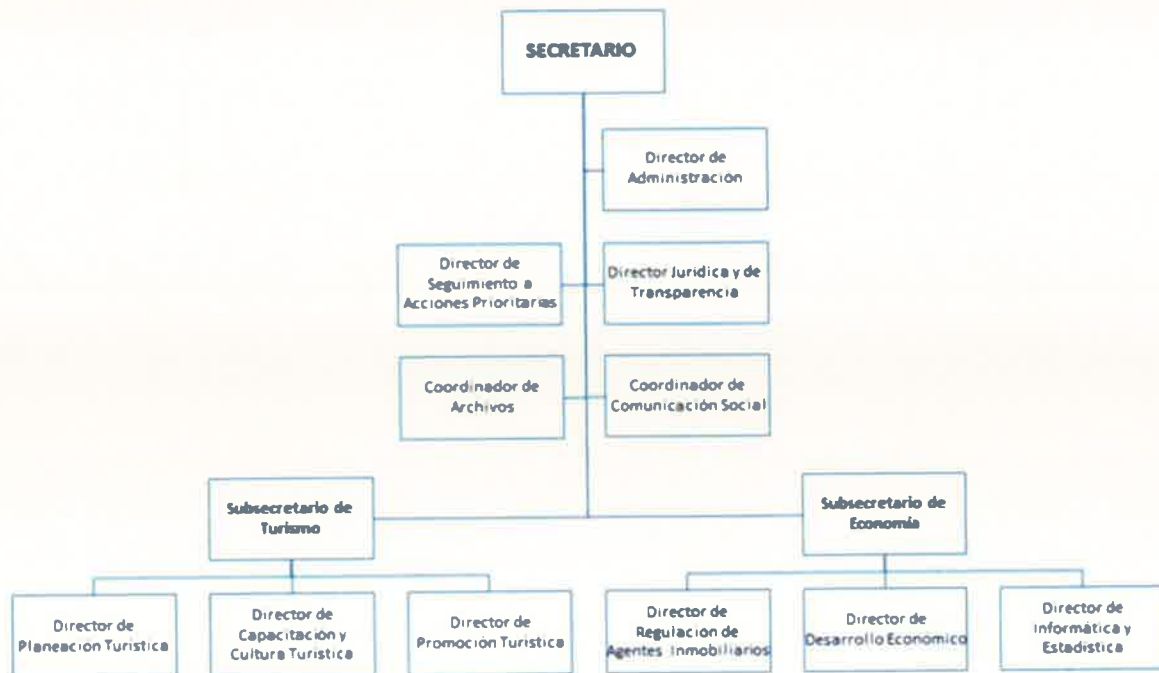 SECRETARIO
Director de
Administración
Director de
Seguimiento a
Acciones Prioritarias
Director Jurídica y de
Transparencia
Coordinador de
Archivos
Coordinador de
Comunicación Social
Subsecretario de
Turismo
Subsecretario de
Economía
Director de
Planeación Turística
Director de
Capacitación y
Cultura Turística
Director de
Promoción Turística
Director de
Regulación de
Agentes Inmobiliarios
Director de
Desarrollo Económico
Director de
Informática y
Estadística